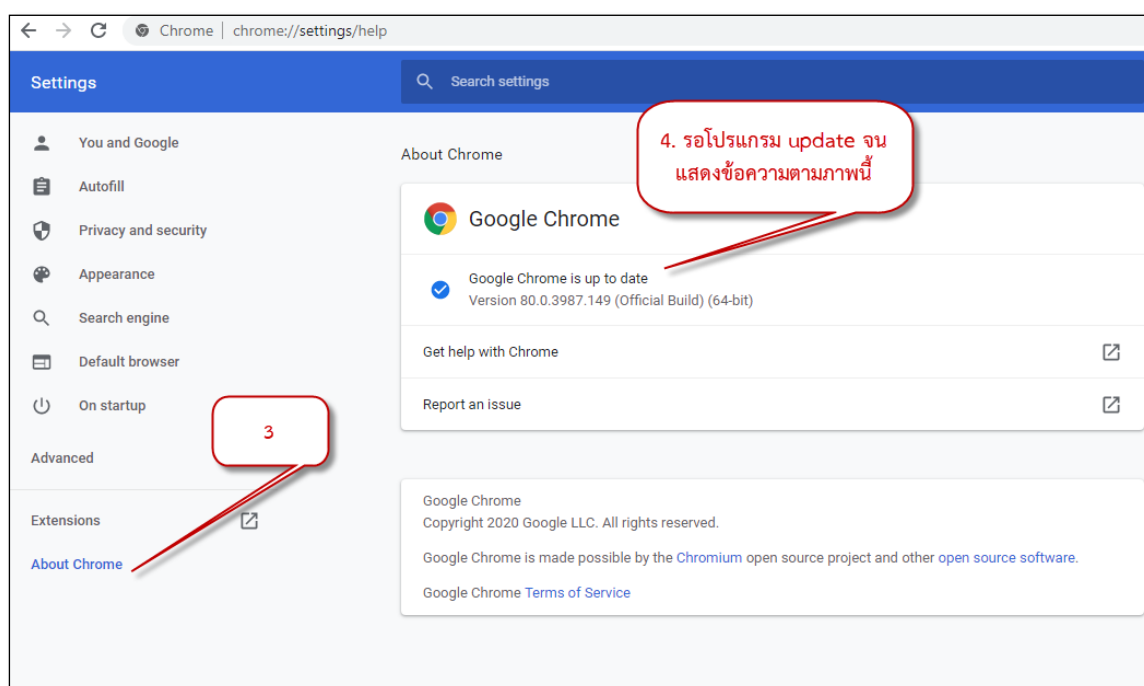 Chrome | chrome://settings/help
Settings
Search settings
You and Google
Autofill
Privacy and security
Appearance
Search engine
Default browser
On startup
3
Advanced
Extensions
About Chrome
About Chrome
4. รอโปรแกรม update จน
แสดงข้อความตามภาพนี้
Google Chrome
Google Chrome is up to date
Version 80.0.3987.149 (Official Build) (64-bit)
Get help with Chrome
Report an issue
Google Chrome
Copyright 2020 Google LLC. All rights reserved.
Google Chrome is made possible by the Chromium open source project and other open source software.
Google Chrome Terms of Service